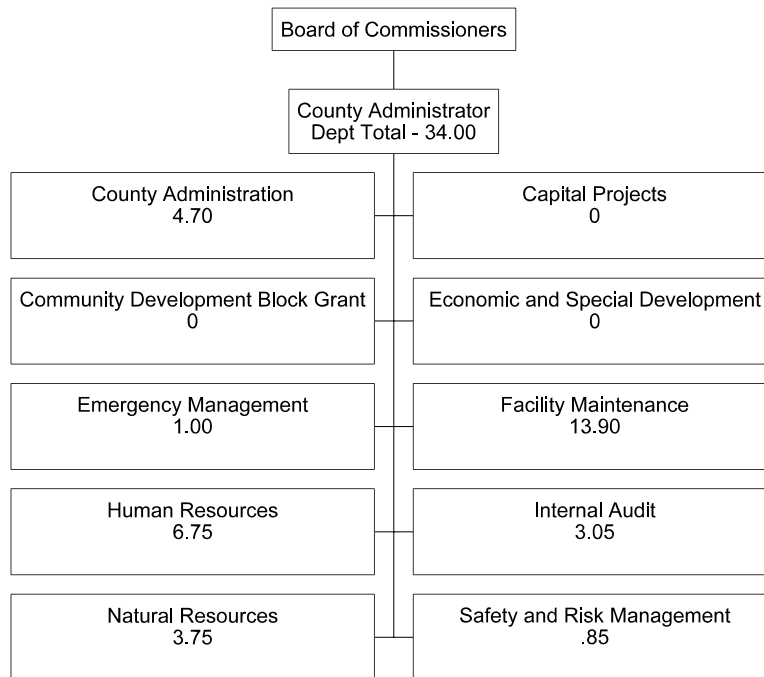 Board of Commissioners
County Administrator
Dept Total - 34.00
County Administration
4.70
Capital Projects
0
Community Development Block Grant
0
Economic and Special Development
0
Emergency Management
1.00
Facility Maintenance
13.90
Human Resources
6.75
Internal Audit
3.05
Natural Resources
3.75
Safety and Risk Management
.85